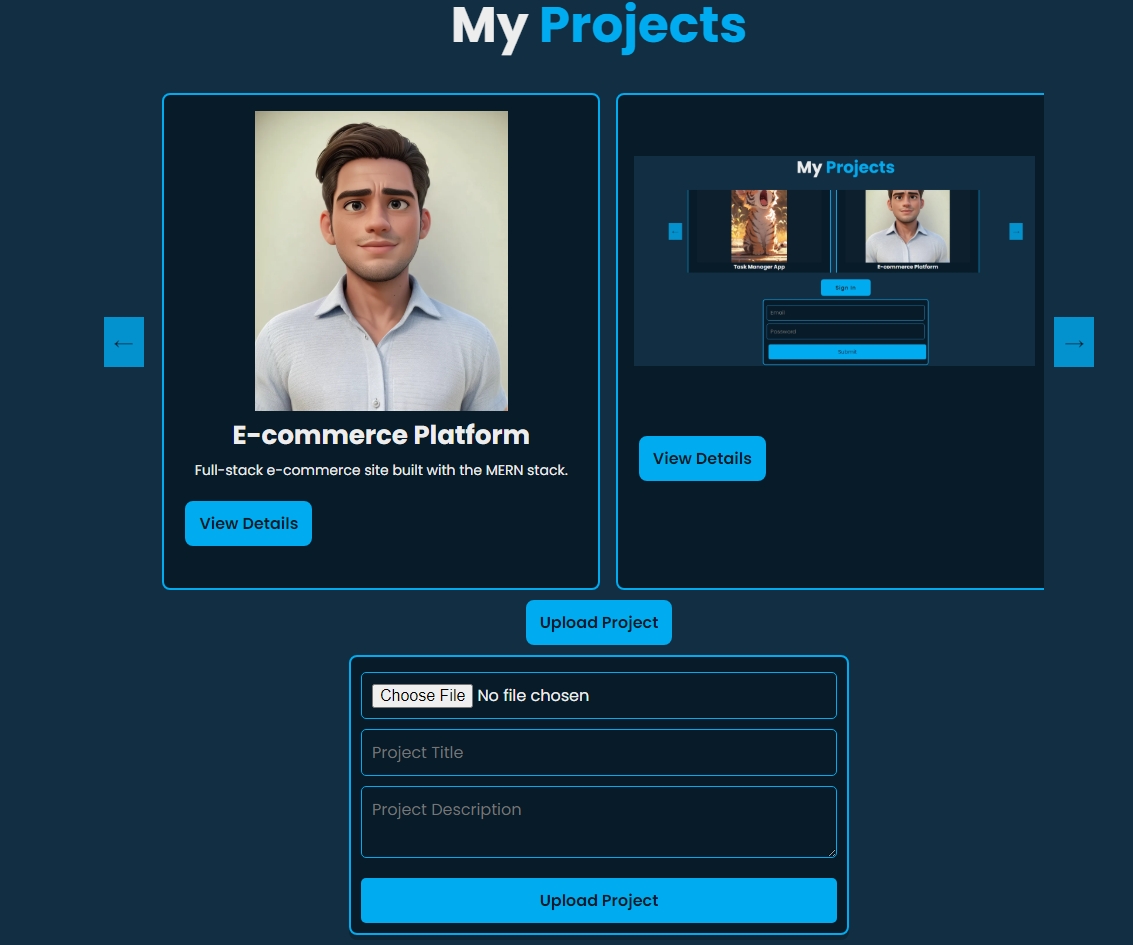 My Projects
←
E-commerce Platform
Full-stack e-commerce site built with the MERN stack.
View Details
My Projects
Task Manager App
E-commerce Platform
Sign In
Email
Password
Submit
View Details
→
Upload Project
Choose File No file chosen
Project Title
Project Description
Upload Project